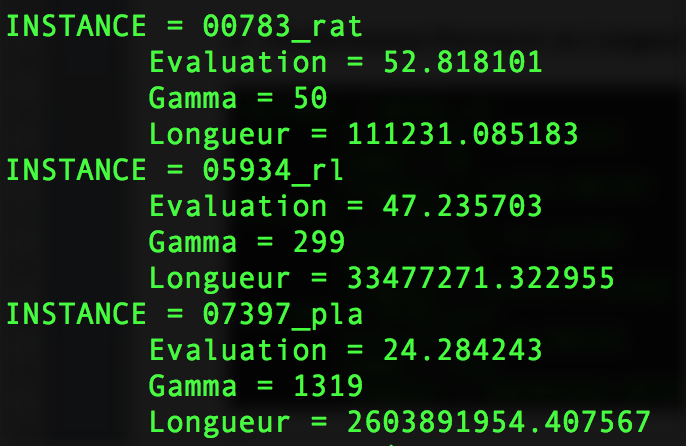 INSTANCE = 00783_rat
Evaluation = 52.818101
Gamma = 50
Longueur = 111231.085183
INSTANCE = 05934_rl
Evaluation = 47.235703
Gamma = 299
Longueur = 33477271.322955
INSTANCE = 07397_pla
Evaluation = 24.284243
Gamma = 1319
Longueur = 2603891954.407567